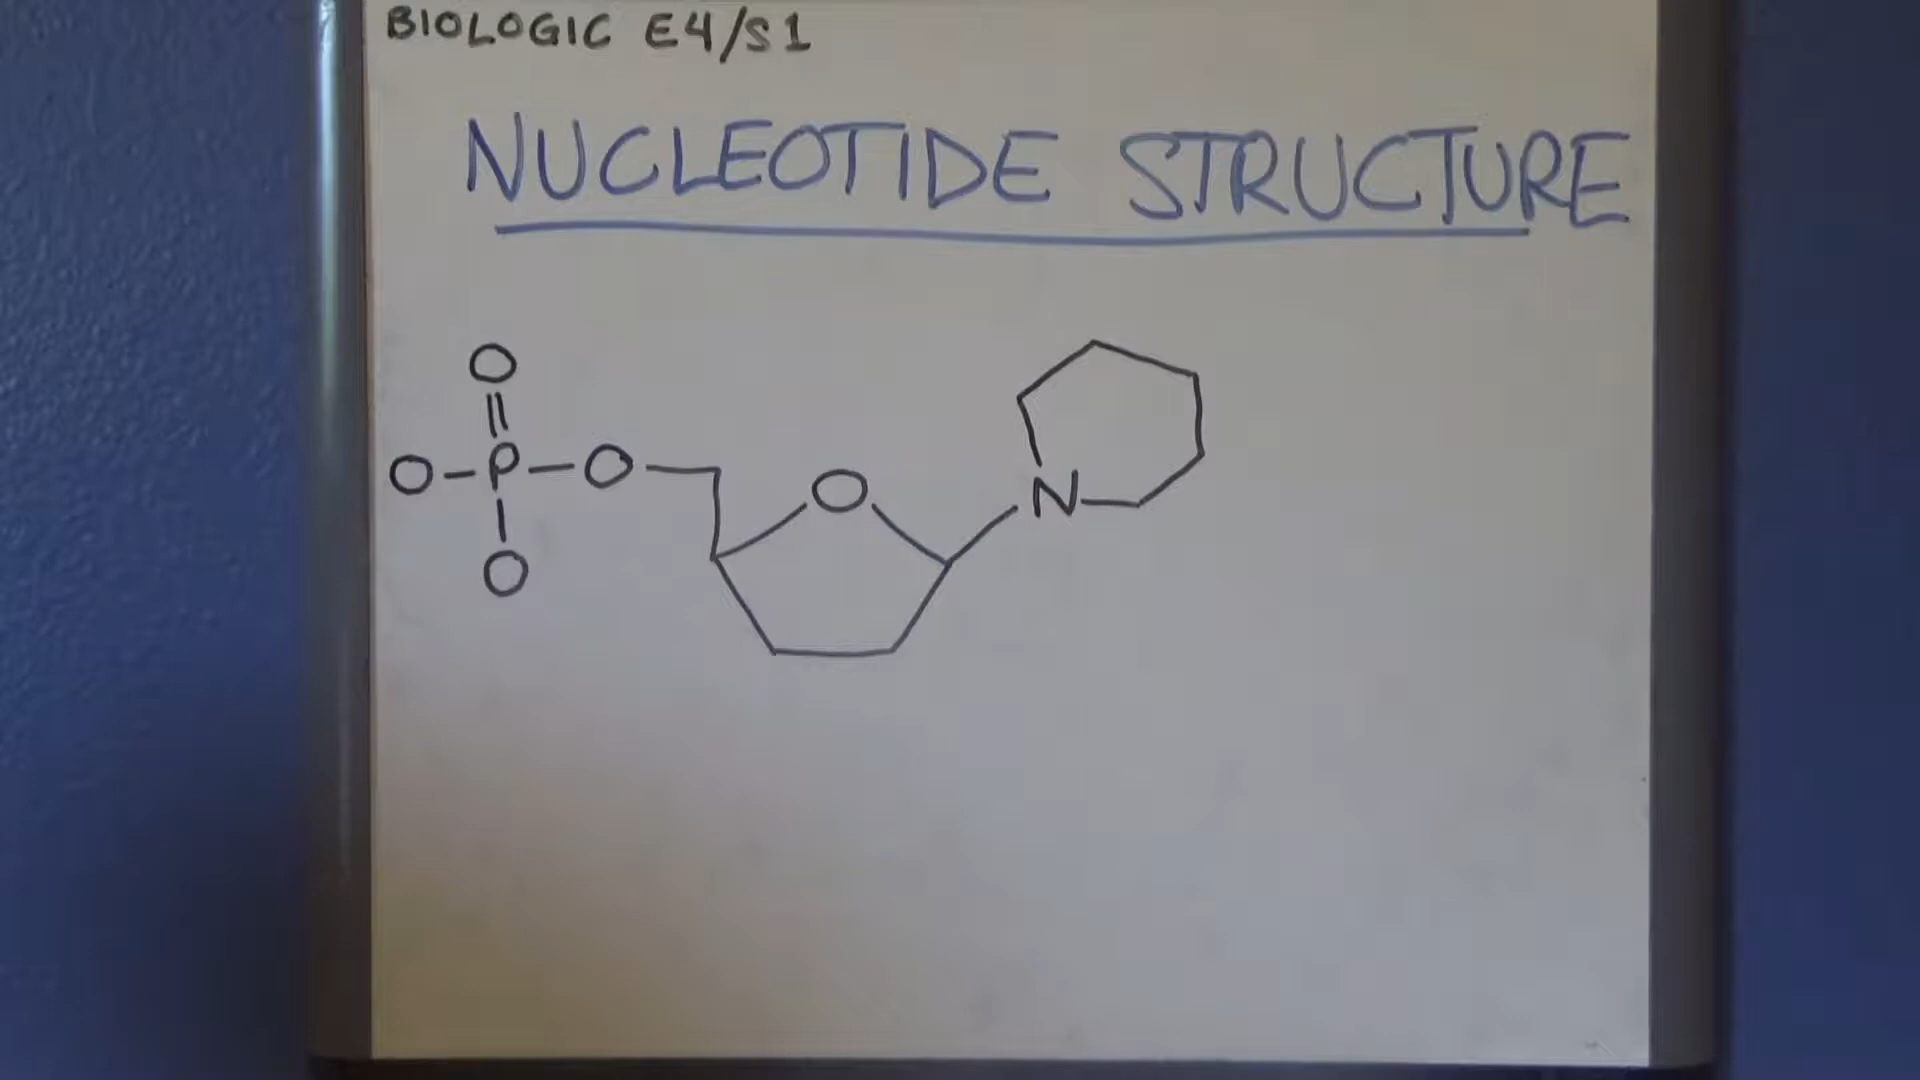 BIOLOGIC E4/S1
NUCLEOTIDE STRUCTURE
O
O-P-O
O
O
N